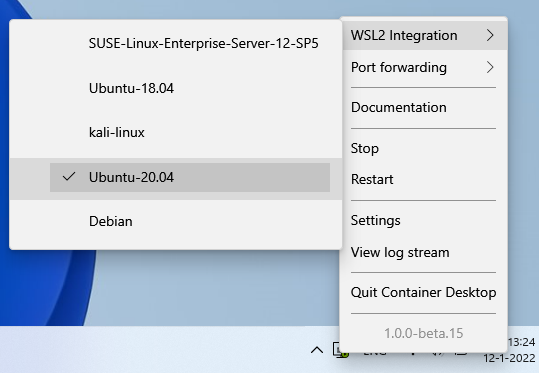 SUSE-Linux-Enterprise-Server-12-SP5
Ubuntu-18.04
kali-linux
Ubuntu-20.04
Debian
WSL2 Integration
Port forwarding
Documentation
Stop
Restart
Settings
View log stream
Quit Container Desktop
1.0.0-beta.15
13:24
12-1-2022